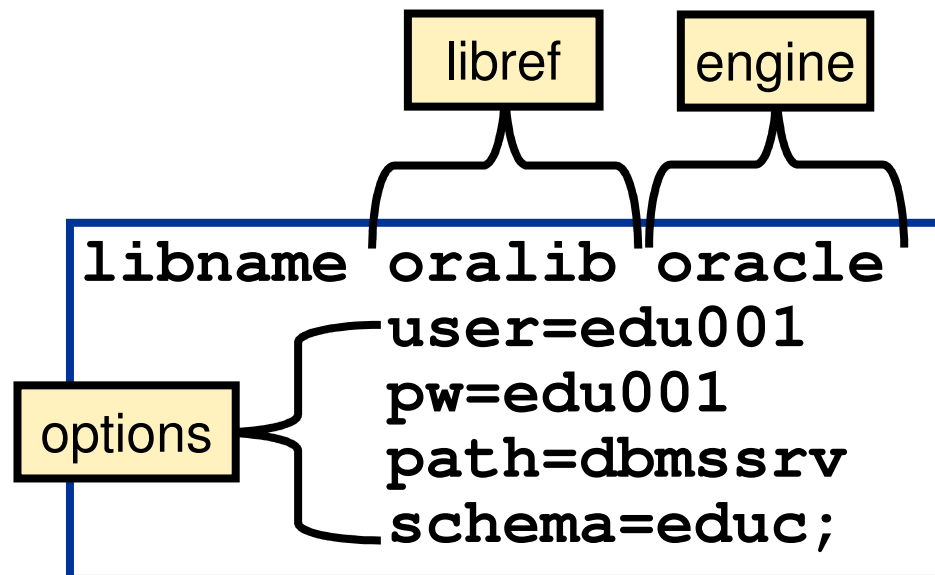 libref engine
libname oralib oracle
user=edu001
pw=edu001
options
path=dbmssrv
schema=educ;